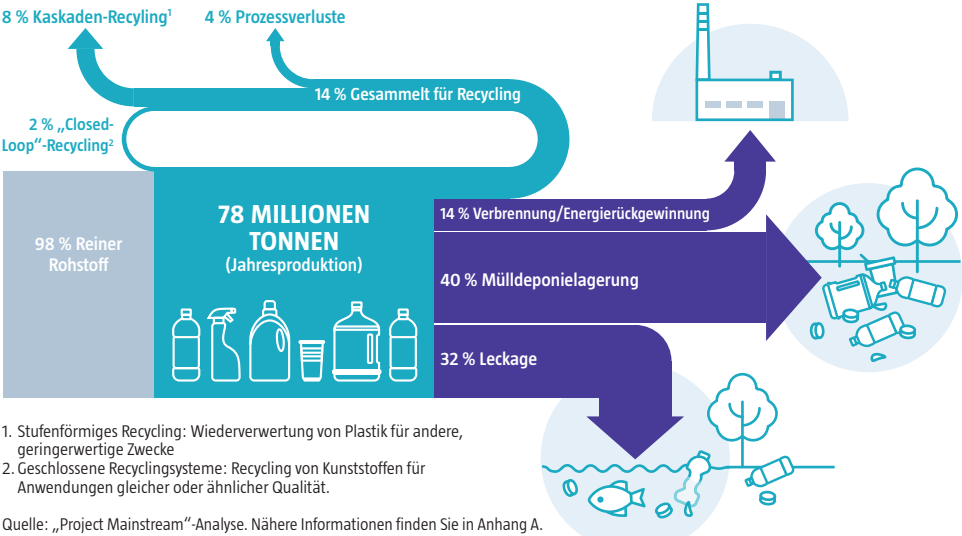 8 % Kaskaden-Recyling¹
4 % Prozessverluste
14 % Gesammelt für Recycling
2 % „Closed-
Loop“-Recycling²
98 % Reiner
Rohstoff
78 MILLIONEN
TONNEN
(Jahresproduktion)
14 % Verbrennung/Energierückgewinnung
40 % Mülldeponielagerung
32 % Leckage
1. Stufenförmiges Recycling: Wiederverwertung von Plastik für andere,
geringerwertige Zwecke
2. Geschlossene Recyclingsysteme: Recycling von Kunststoffen für
Anwendungen gleicher oder ähnlicher Qualität.
Quelle: „Project Mainstream“-Analyse. Nähere Informationen finden Sie in Anhang A.